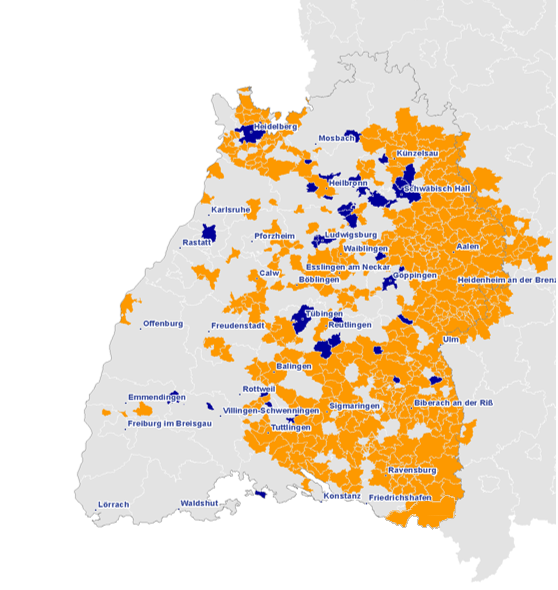 Heidelberg
Mosbach
Künzelsau
Heilbronn
Schwäbisch Hall
Karlsruhe
Rastatt
Pforzheim
Ludwigsburg
Waiblingen
Aalen
Esslingen am Neckar
Calw
Böblingen
Göppingen
Heidenheim an der Brenz
Tübingen
Offenburg
Freudenstadt
Reutlingen
Ulm
Balingen
Rottweil
Emmendingen
Sigmaringen
Biberach an der Riß
Villingen-Schwenningen
Freiburg im Breisgau
Tuttlingen
Ravensburg
Konstanz
Friedrichshafen
Lörrach
Waldshut